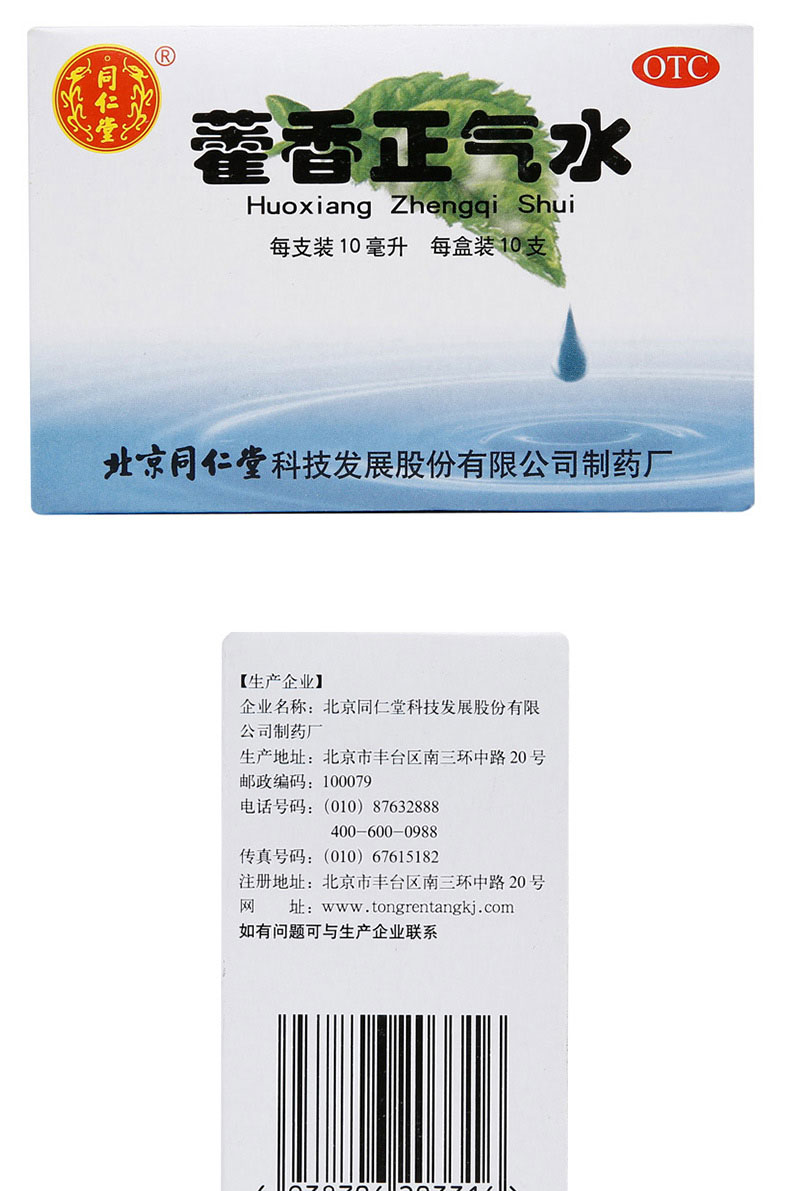 同仁堂
®
OTC
藿香正气水
Huoxiang Zhengqi Shui
每支装10毫升 每盒装10支
北京同仁堂科技发展股份有限公司制药厂
【生产企业】
企业名称：北京同仁堂科技发展股份有限
公司制药厂
生产地址：北京市丰台区南三环中路 20 号
邮政编码：100079
电话号码：（010）87632888
400-600-0988
传真号码：（010）67615182
注册地址：北京市丰台区南三环中路 20 号
网 址：www.tongrentangkj.com
如有问题可与生产企业联系